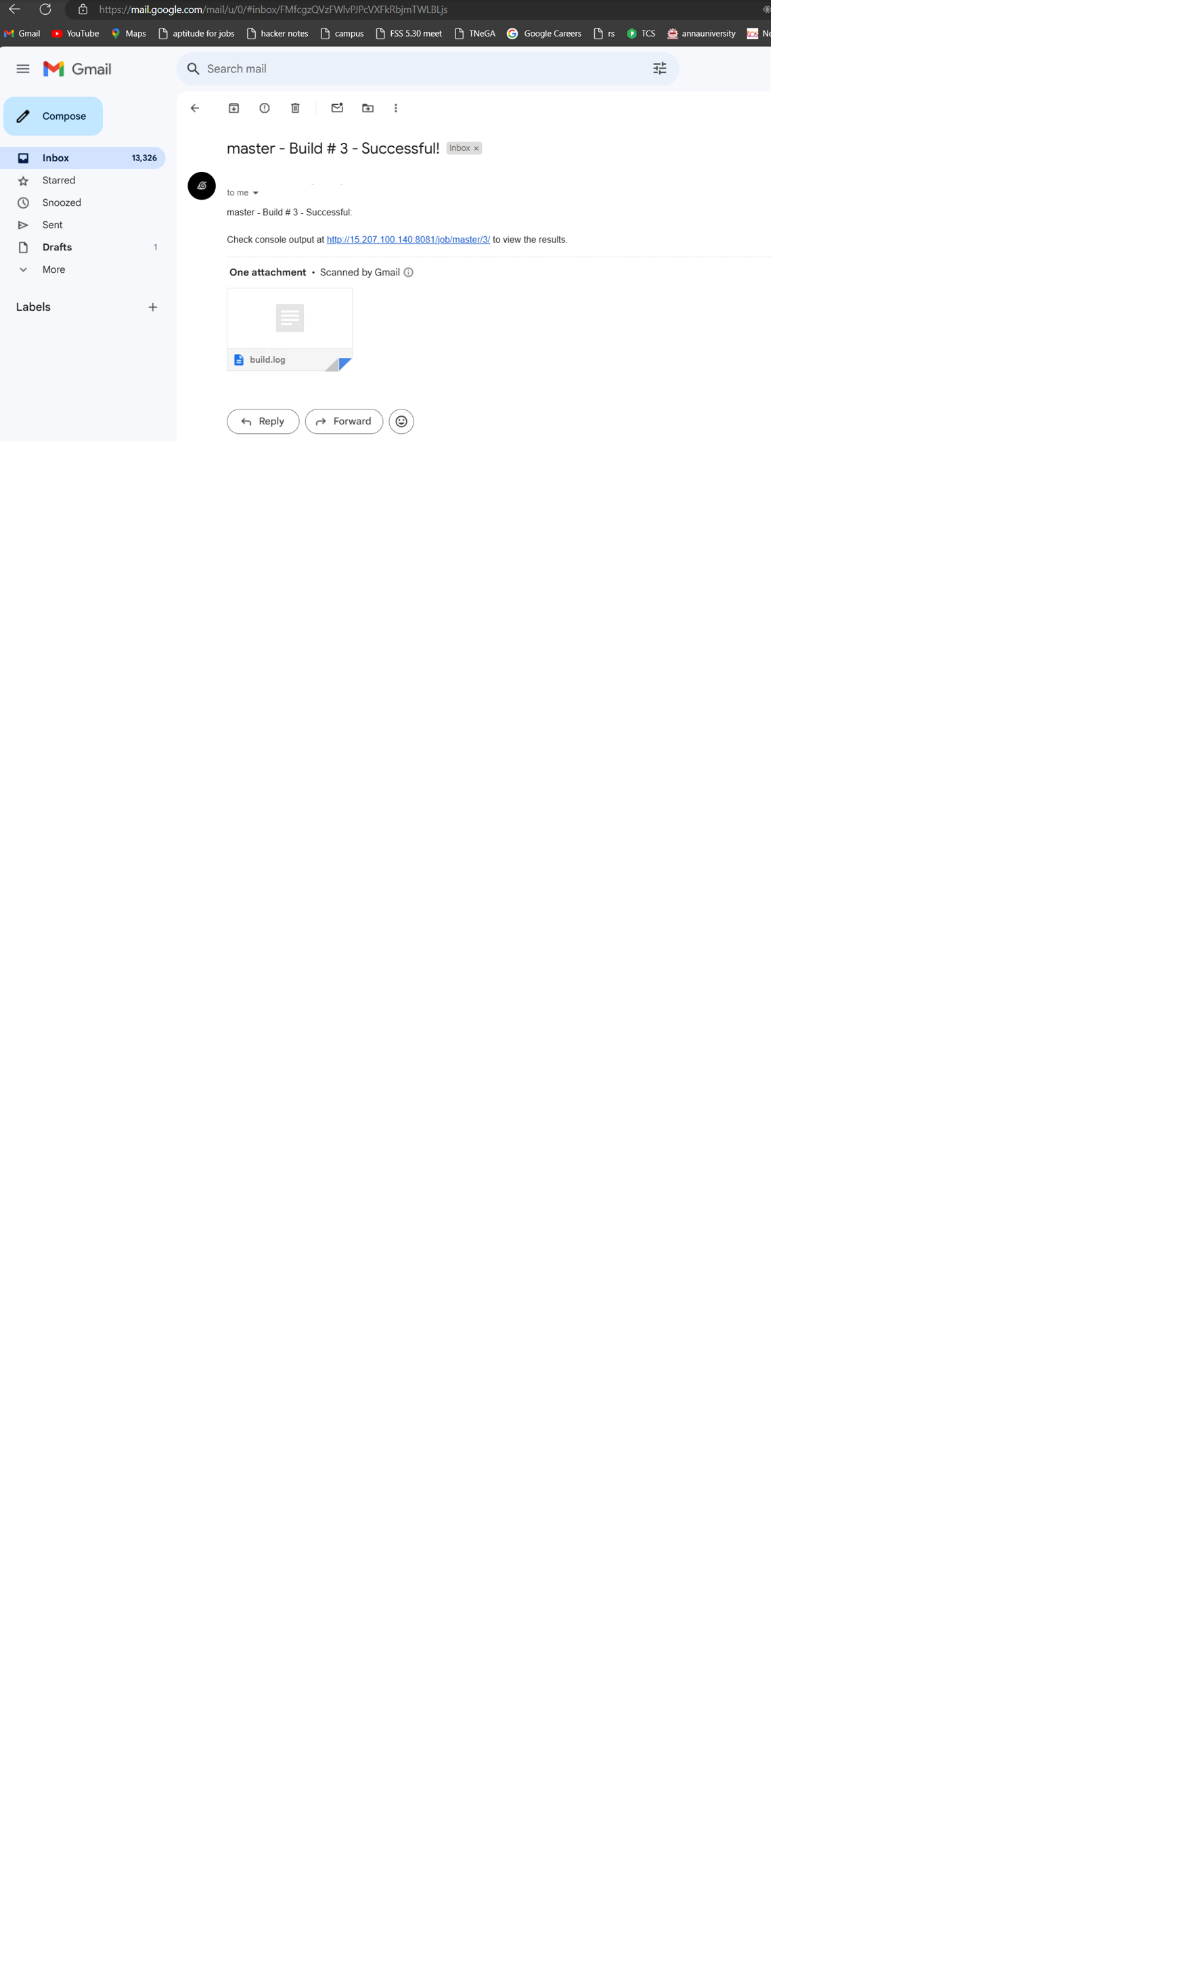 https://mail.google.com/mail/u/0/#inbox/FMfcgzQVzFWlvPJPcVXFkRbjmTWLBLjs
Gmail YouTube Maps aptitude for jobs hacker notes campus FSS 5.30 meet TNeGA Google Careers rs TCS annauniversity
Gmail
Search mail
Compose
master - Build # 3 - Successful! Inbox ×
Inbox 13,326
Starred
Snoozed
Sent
Drafts 1
More
Labels
to me
master - Build # 3 - Successful:
Check console output at http://15.207.100.140:8081/job/master/3/ to view the results.
One attachment • Scanned by Gmail
build.log
Reply Forward